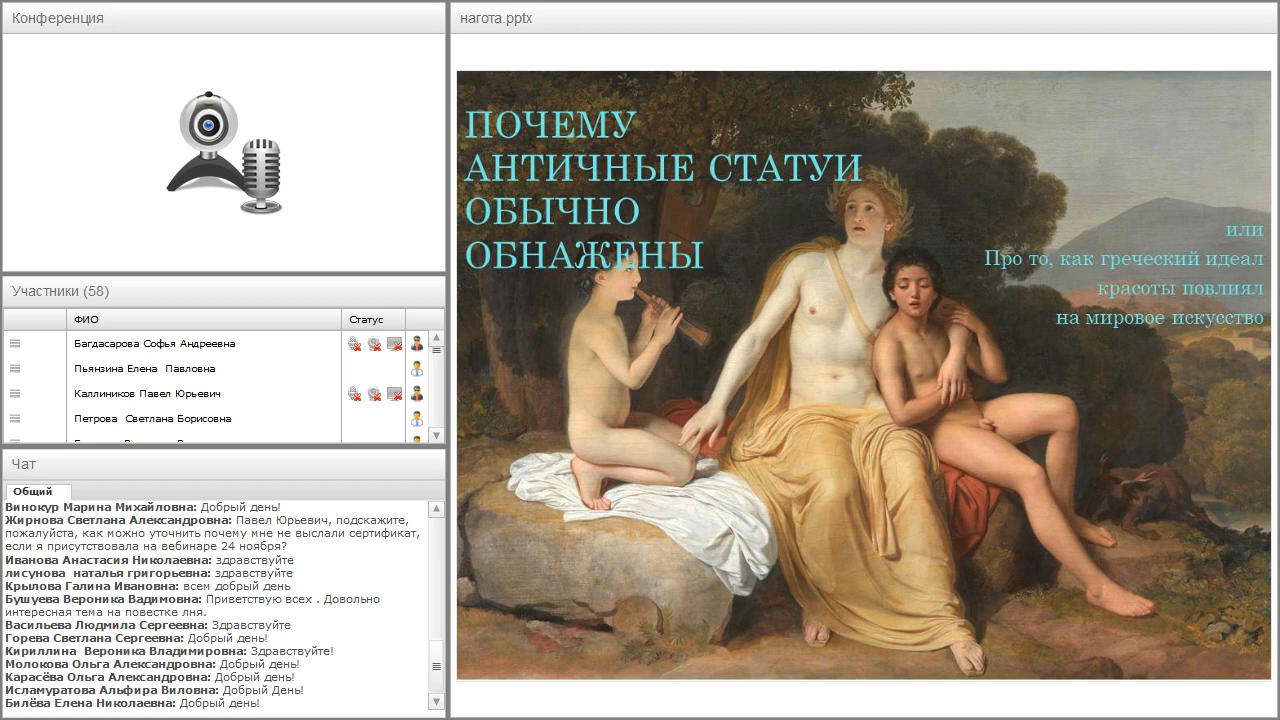 Конференция
Участники (58)
ФИО
Статус
Багдасарова Софья Андреевна
Пьянзина Елена Павловна
Каллиников Павел Юрьевич
Петрова Светлана Борисовна
Чат
Общий
Винокур Марина Михайловна: Добрый день!
Жирнова Светлана Александровна: Павел Юрьевич, подскажите,
пожалуйста, как можно уточнить почему мне не выслали сертификат,
если я присутствовала на вебинаре 24 ноября?
Иванова Анастасия Николаевна: здравствуйте
лисунова наталья григорьевна: здравствуйте
Крылова Галина Ивановна: всем добрый день
Бушуева Вероника Вадимовна: Приветствую всех . Довольно
интересная тема на повестке лня.
Васильева Людмила Сергеевна: Здравствуйте
Горева Светлана Сергеевна: Добрый день!
Кириллина Вероника Владимировна: Здравствуйте!
Молокова Ольга Александровна: Добрый день!
Карасёва Ольга Александровна: Добрый день!
Исламуратова Альфира Виловна: Добрый День!
Билёва Елена Николаевна: Добрый день!
нагота.pptx
ПОЧЕМУ
АНТИЧНЫЕ СТАТУИ
ОБЫЧНО
ОБНАЖЕНЫ
или
Про то, как греческий идеал
красоты повлиял
на мировое искусство